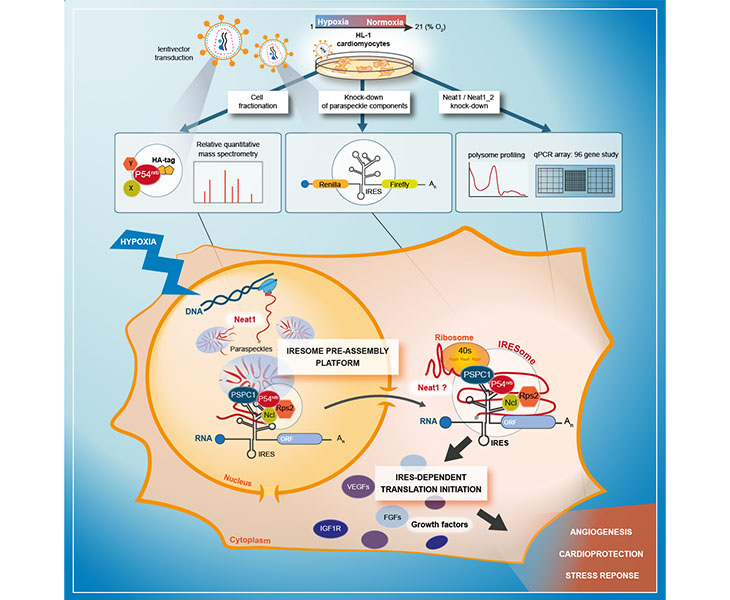 Hypoxia Normoxia
1 21 (% O₂)
HL-1
cardiomyocytes
lentivector
transduction
Cell
fractionation
Knock-down
of paraspeckle components
Neat1 / Neat1_2
knock-down
Y
HA-tag
P54nrb
X
Relative quantitative
mass spectrometry
Renilla
IRES
Firefly
An
polysome profiling
qPCR array: 96 gene study
HYPOXIA
DNA
Neat1
Paraspeckles
IRESOME PRE-ASSEMBLY
PLATFORM
PSPC1
P54nrb
Rps2
Ncl
RNA
ORF
An
IRES
Nucleus
Ribosome
40s
IRESome
PSPC1
P54nrb
Neat1 ?
Ncl
Rps2
RNA
ORF
An
IRES
IRES-DEPENDENT
TRANSLATION INITIATION
VEGFs
FGFs
IGF1R
Growth factors
Cytoplasm
ANGIOGENESIS
CARDIOPROTECTION
STRESS REPONSE